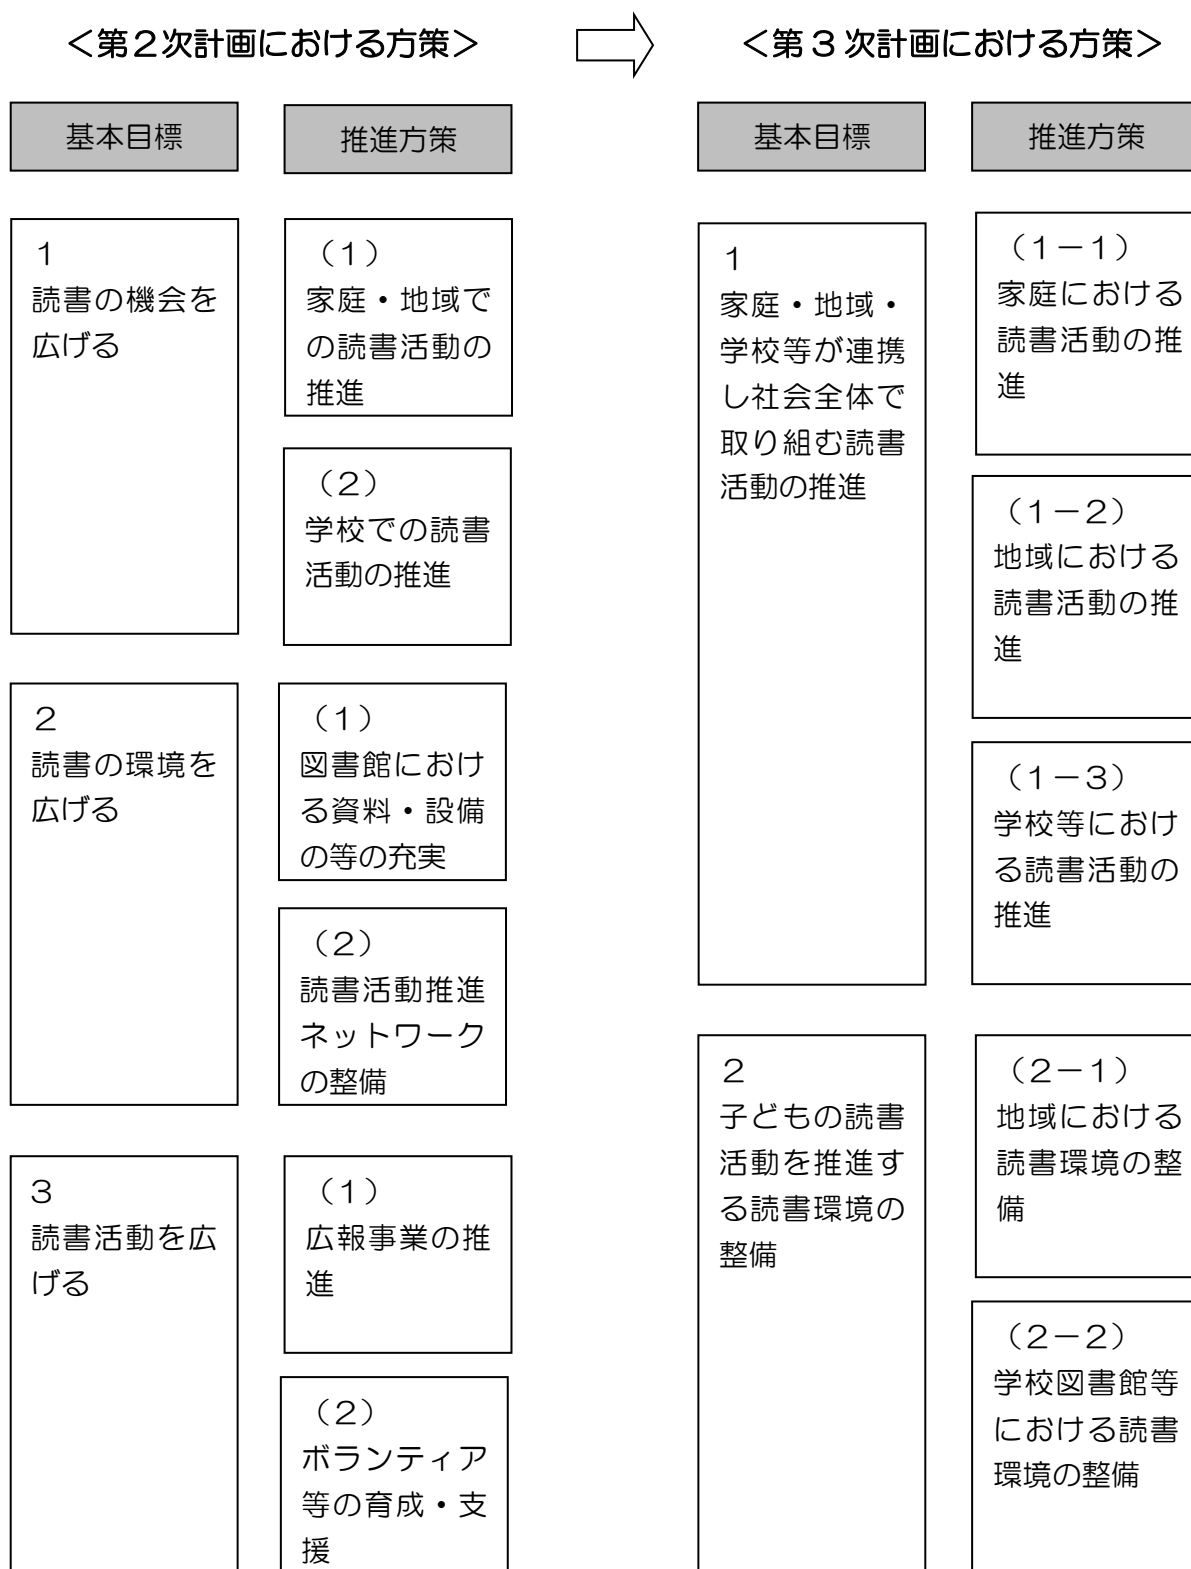 ＜第２次計画における方策＞
基本目標
推進方策
１
読書の機会を
広げる
（１）
家庭・地域で
の読書活動の
推進
（２）
学校での読書
活動の推進
２
読書の環境を
広げる
（１）
図書館におけ
る資料・設備
の等の充実
（２）
読書活動推進
ネットワーク
の整備
３
読書活動を広
げる
（１）
広報事業の推
進
（２）
ボランティア
等の育成・支
援
＜第３次計画における方策＞
基本目標
推進方策
１
家庭・地域・
学校等が連携
し社会全体で
取り組む読書
活動の推進
（１－１）
家庭における
読書活動の推
進
（１－２）
地域における
読書活動の推
進
（１－３）
学校等におけ
る読書活動の
推進
２
子どもの読書
活動を推進す
る読書環境の
整備
（２－１）
地域における
読書環境の整
備
（２－２）
学校図書館等
における読書
環境の整備